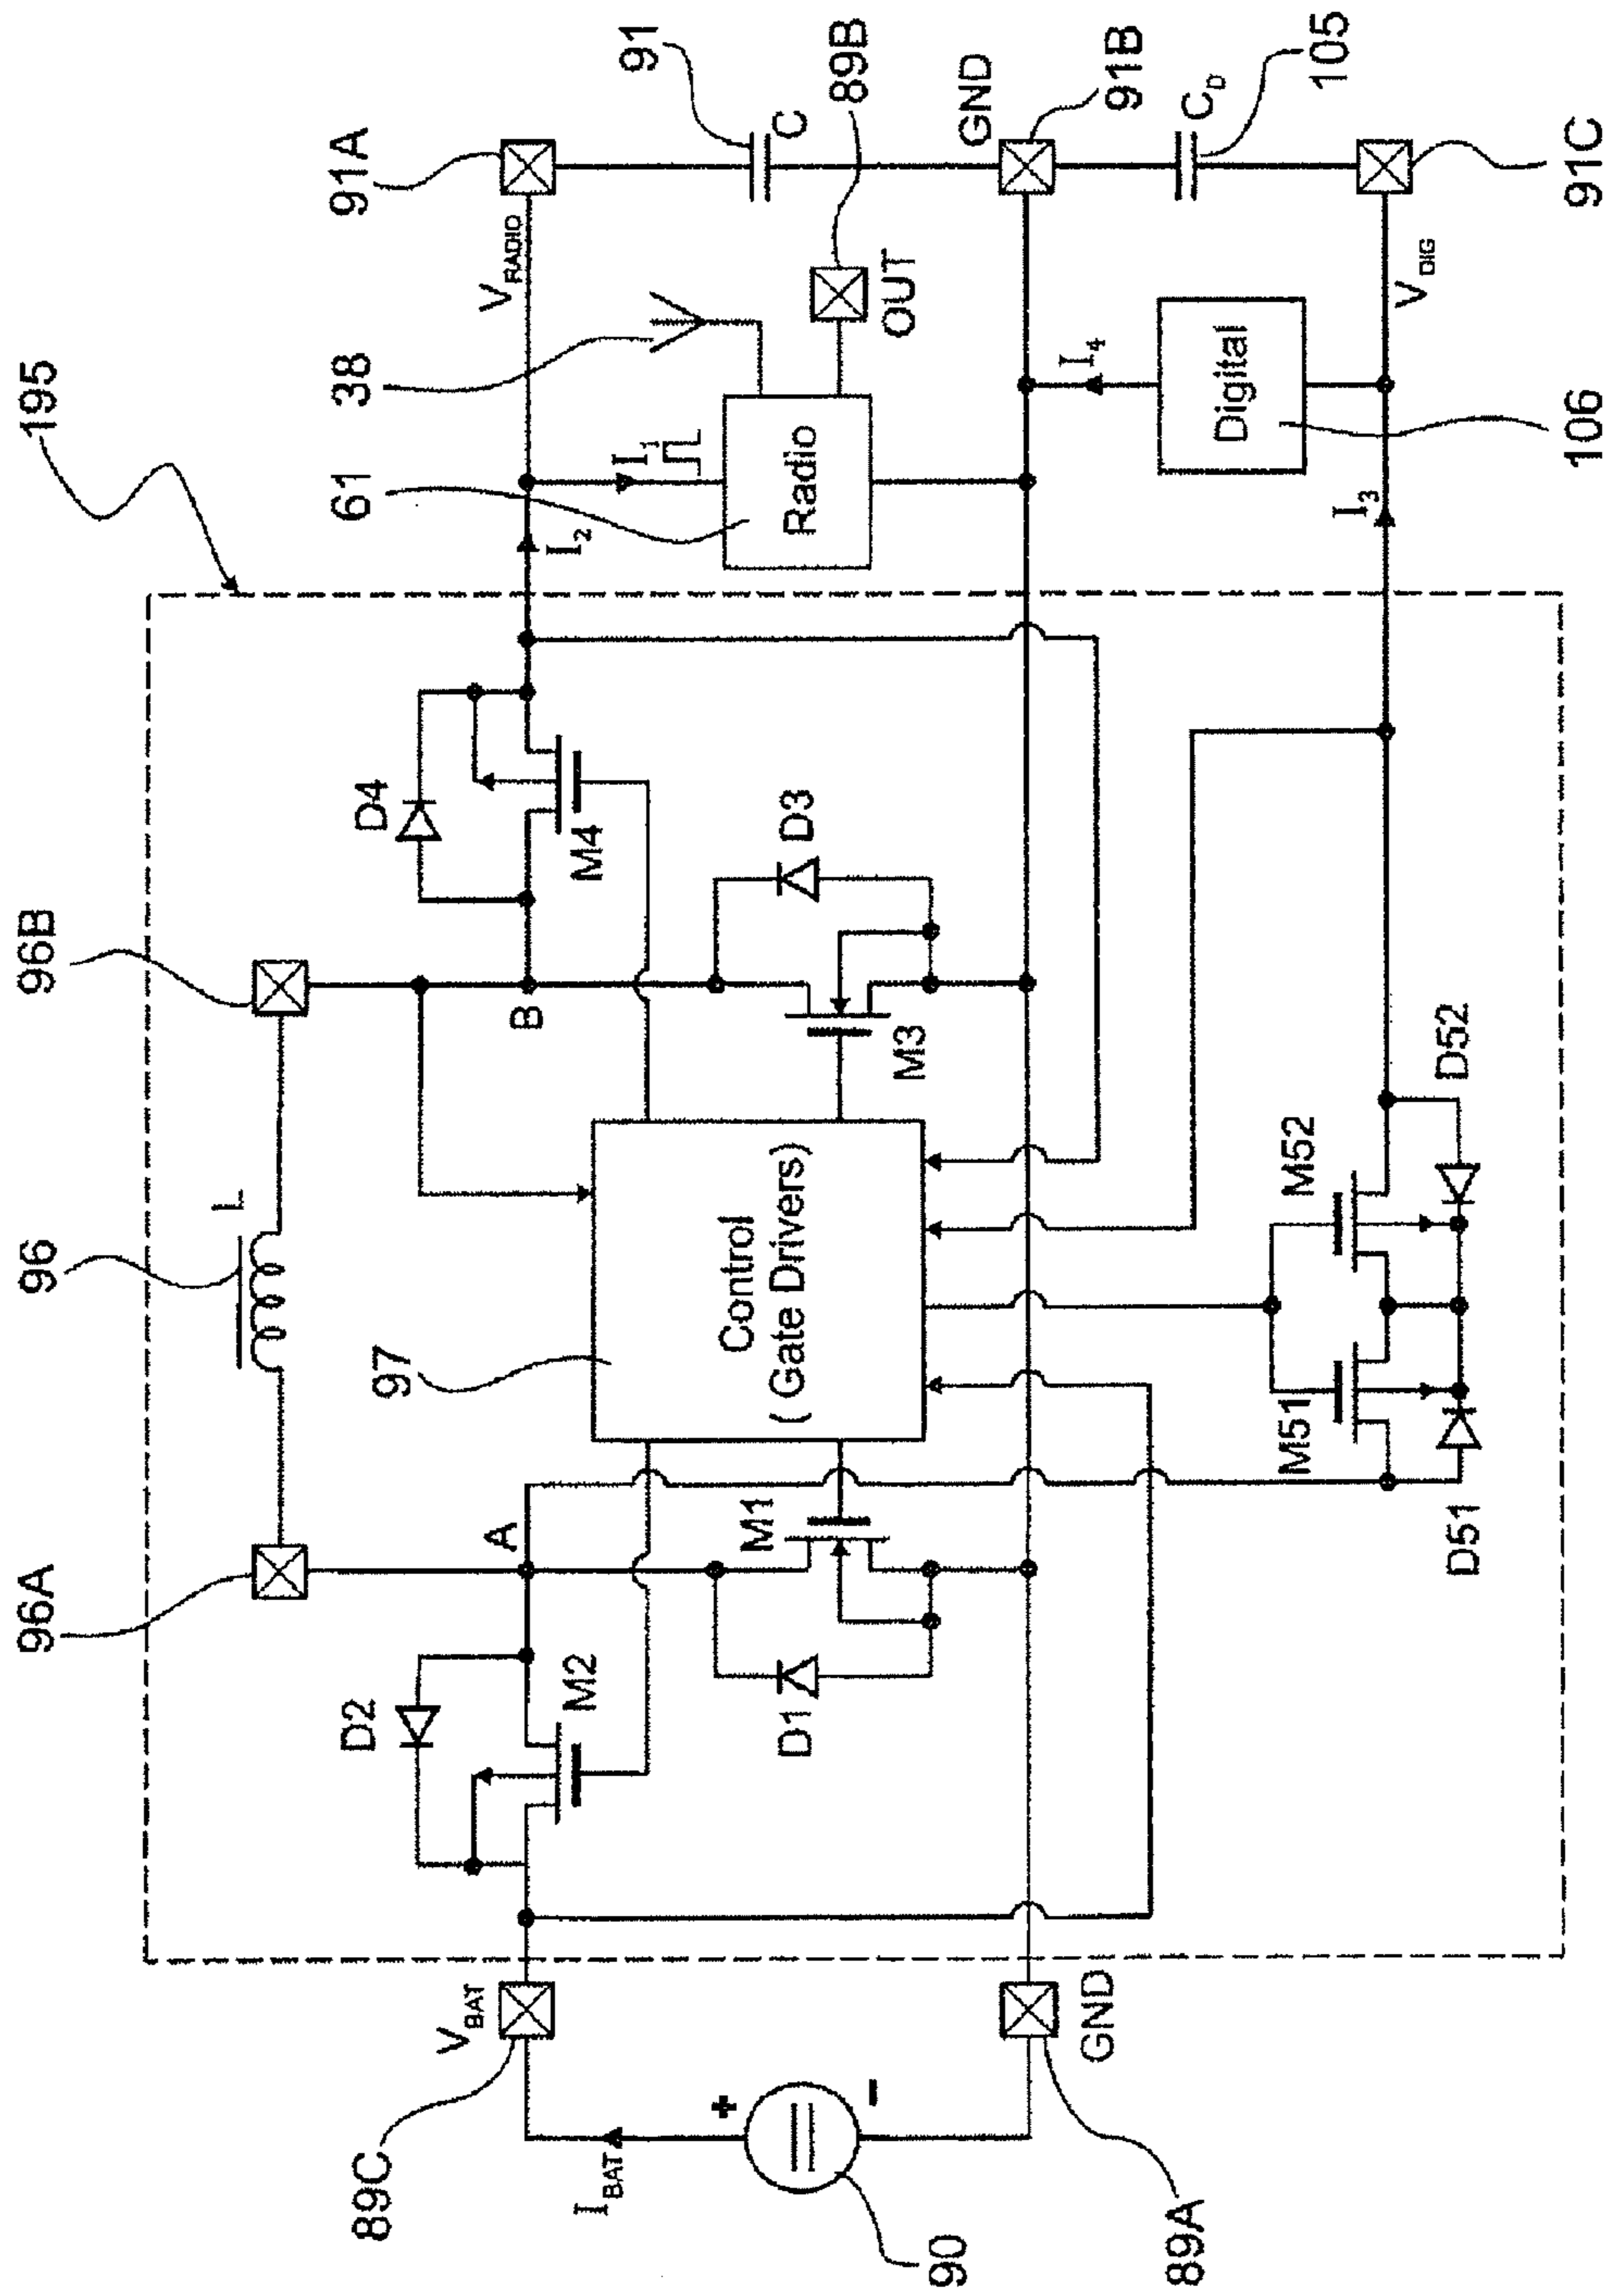 195
96A
96
96B
L
91A
38
61
91
89B
89C
V_BAT
D2
A
97
B
D4
V_RADIO
I_2
M2
M4
I_BAT
I_1
C
+
M1
D3
Radio
OUT
D1
M3
Control
( Gate Drivers)
-
90
GND
89A
GND
91B
I_4
Digital
C_D
105
M51
M52
I_3
V_DIG
D51
D52
106
91C